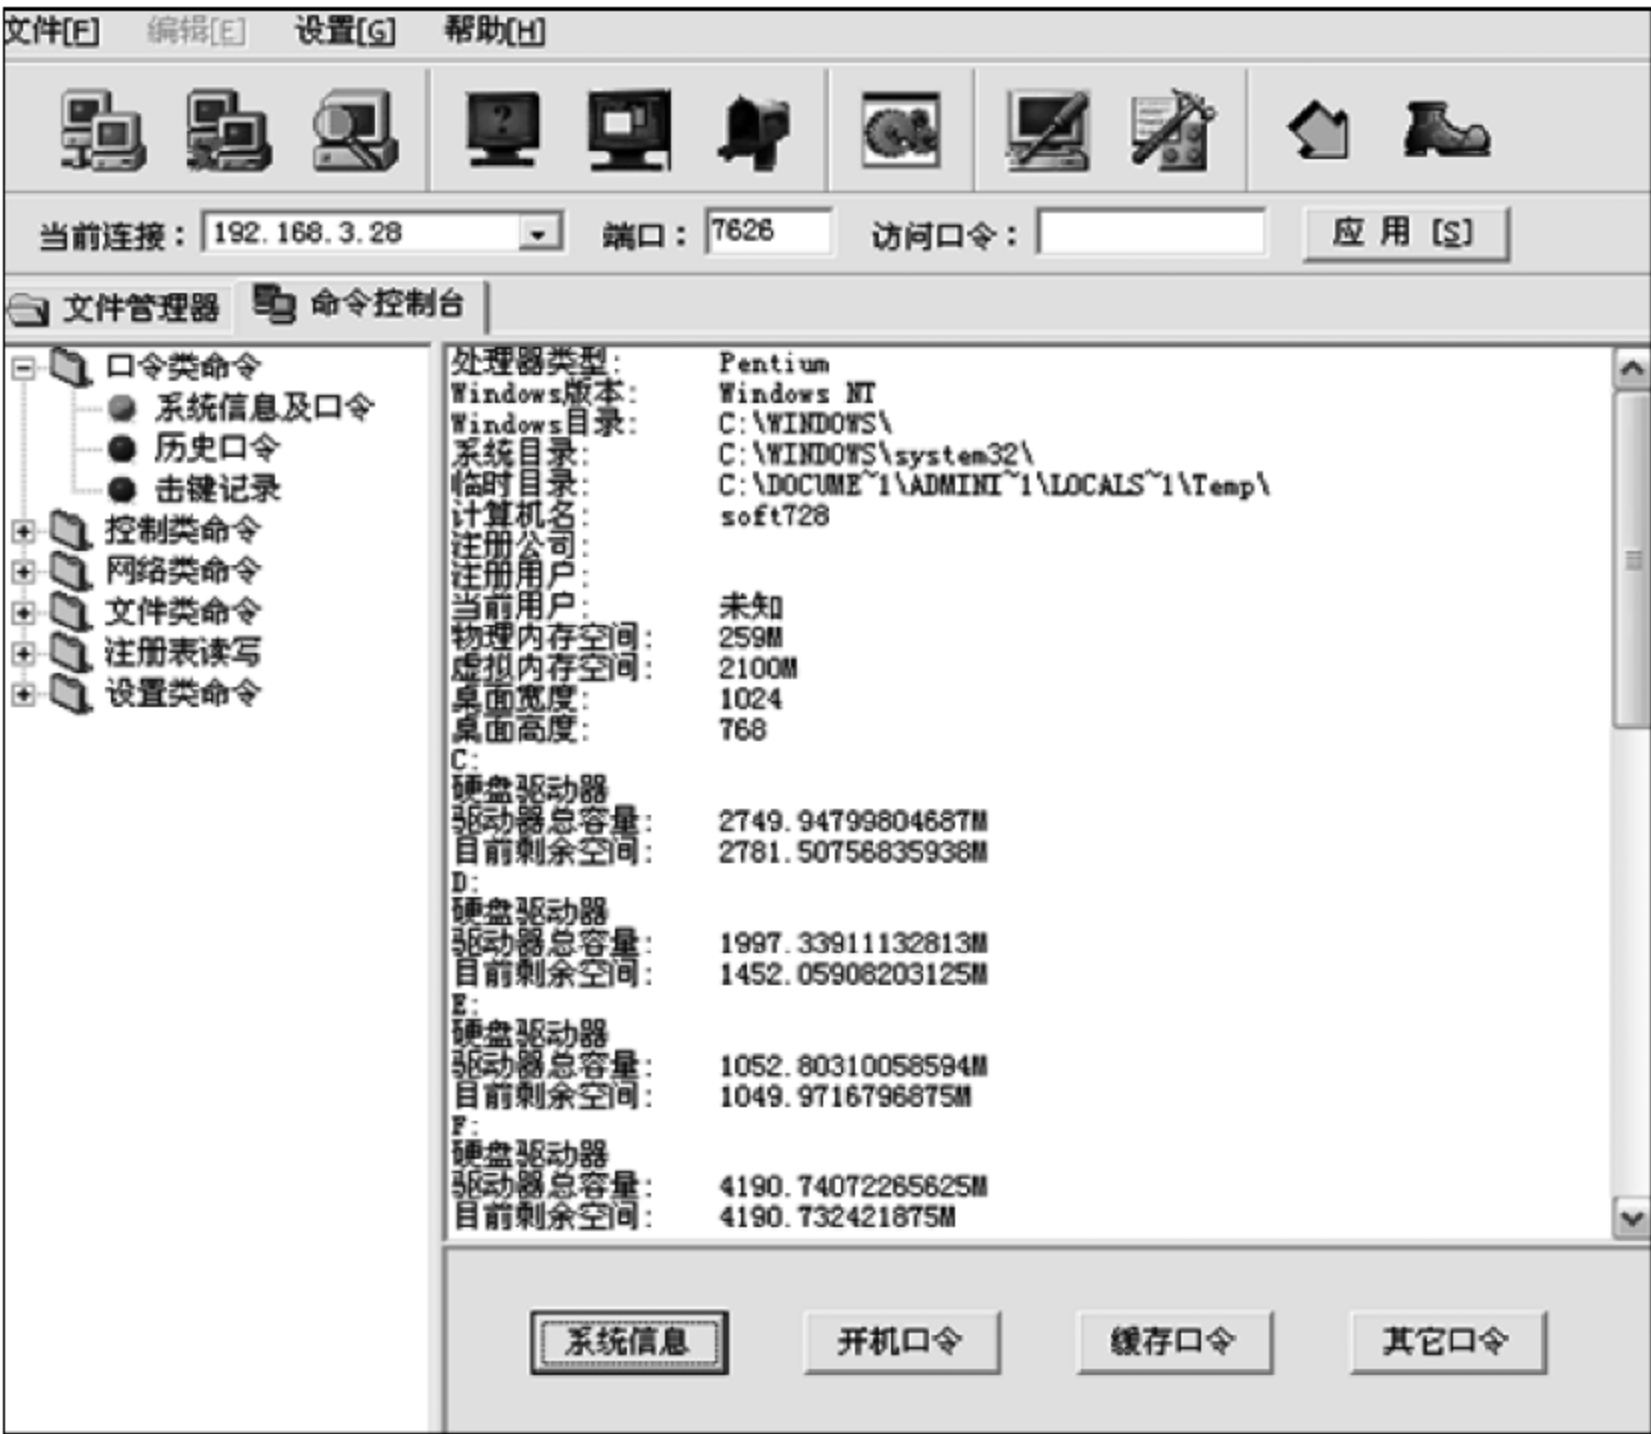 文件[F] 编辑[E] 设置[G] 帮助[H]
当前连接： 192.168.3.28 端口： 7626 访问口令： 应 用 [S]
文件管理器 命令控制台
口令类命令
系统信息及口令
历史口令
击键记录
控制类命令
网络类命令
文件类命令
注册表读写
设置类命令
处理器类型: Pentium
Windows版本: Windows NT
Windows目录: C:\WINDOWS\
系统目录: C:\WINDOWS\system32\
临时目录: C:\DOCUME~1\ADMINI~1\LOCALS~1\Temp\
计算机名: soft728
注册公司:
注册用户:
当前用户: 未知
物理内存空间: 259M
虚拟内存空间: 2100M
桌面宽度: 1024
桌面高度: 768
C:
硬盘驱动器
驱动器总容量: 2749.94799804687M
目前剩余空间: 2781.50756835938M
D:
硬盘驱动器
驱动器总容量: 1997.33911132813M
目前剩余空间: 1452.05908203125M
E:
硬盘驱动器
驱动器总容量: 1052.80310058594M
目前剩余空间: 1049.9716796875M
F:
硬盘驱动器
驱动器总容量: 4190.74072265625M
目前剩余空间: 4190.732421875M
系统信息 开机口令 缓存口令 其它口令